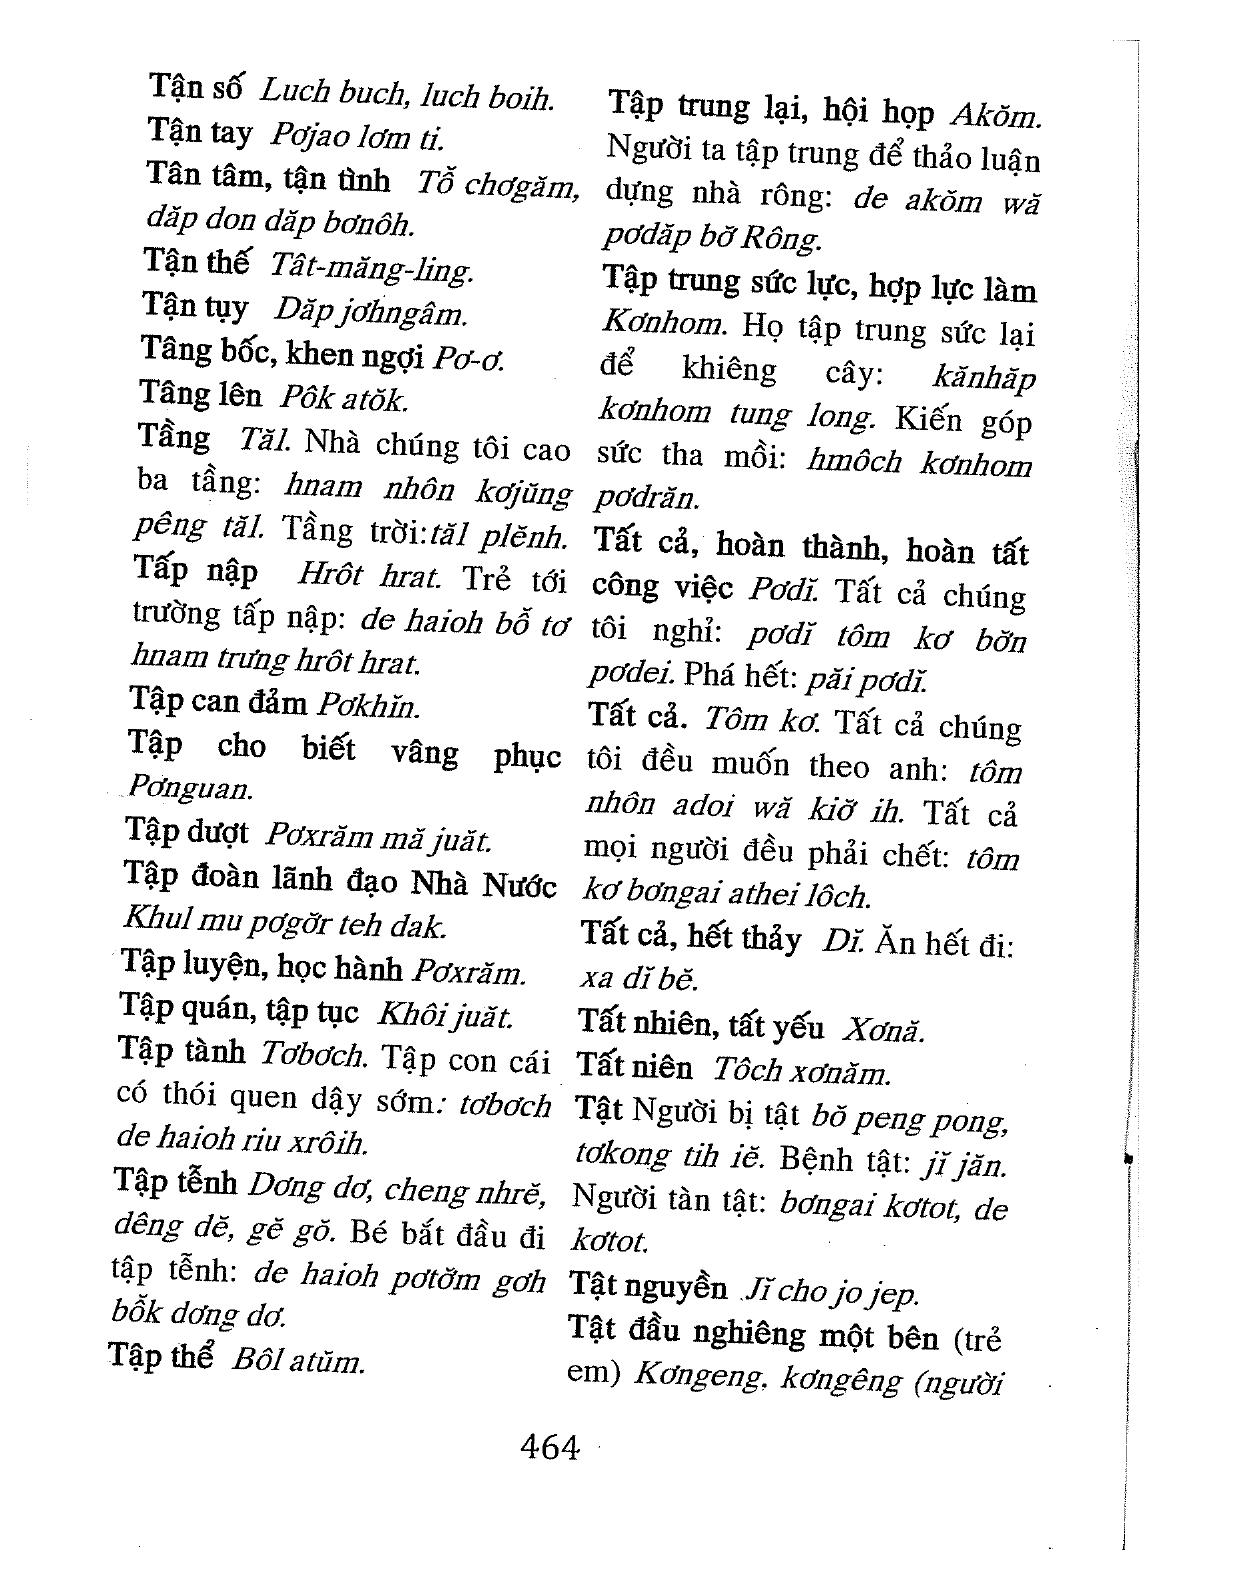 Tận số Luch buch, luch boih.
Tận tay Pơjao lơm ti.
Tân tâm, tận tình Tỗ chơgăm,
dăp don dăp bơnôh.
Tận thế Tât-măng-ling.
Tận tụy Dăp jơhngâm.
Tâng bốc, khen ngợi Pơ-ơ.
Tâng lên Pôk atŏk.
Tầng Tăl. Nhà chúng tôi cao
ba tầng: hnam nhôn kơjŭng
pêng tăl. Tầng trời:tăl plĕnh.
Tấp nập Hrôt hrat. Trẻ tới
trường tấp nập: de haioh bỗ tơ
hnam trưng hrôt hrat.
Tập can đảm Pơkhĭn.
Tập cho biết vâng phục
Pơnguan.
Tập dượt Pơxrăm mă juăt.
Tập đoàn lãnh đạo Nhà Nước
Khul mu pơgơ̆r teh dak.
Tập luyện, học hành Pơxrăm.
Tập quán, tập tục Khôi juăt.
Tập tành Tơbơch. Tập con cái
có thói quen dậy sớm: tơbơch
de haioh riu xrôih.
Tập tễnh Dơng dơ, cheng nhrĕ,
dêng dĕ, gĕ gŏ. Bé bắt đầu đi
tập tễnh: de haioh pơtơ̆m gơh
bỗk dơng dơ.
Tập thể Bôl atŭm.
Tập trung lại, hội họp Akŏm.
Người ta tập trung để thảo luận
dựng nhà rông: de akŏm wă
pơdăp bơ̆ Rông.
Tập trung sức lực, hợp lực làm
Kơnhom. Họ tập trung sức lại
để khiêng cây: kănhăp
kơnhom tung long. Kiến góp
sức tha mồi: hmôch kơnhom
pơdrăn.
Tất cả, hoàn thành, hoàn tất
công việc Pơdĭ. Tất cả chúng
tôi nghỉ: pơdĭ tôm kơ bơ̆n
pơdei. Phá hết: păi pơdĭ.
Tất cả. Tôm kơ. Tất cả chúng
tôi đều muốn theo anh: tôm
nhôn adoi wă kiơ̆ ih. Tất cả
mọi người đều phải chết: tôm
kơ bơngai athei lôch.
Tất cả, hết thảy Dĭ. Ăn hết đi:
xa dĭ bĕ.
Tất nhiên, tất yếu Xơnă.
Tất niên Tôch xơnăm.
Tật Người bị tật bŏ peng pong,
tơkong tih iĕ. Bệnh tật: jĭ jăn.
Người tàn tật: bơngai kơtot, de
kơtot.
Tật nguyền Jĭ cho jo jep.
Tật đầu nghiêng một bên (trẻ
em) Kơngeng, kơngêng (người
464